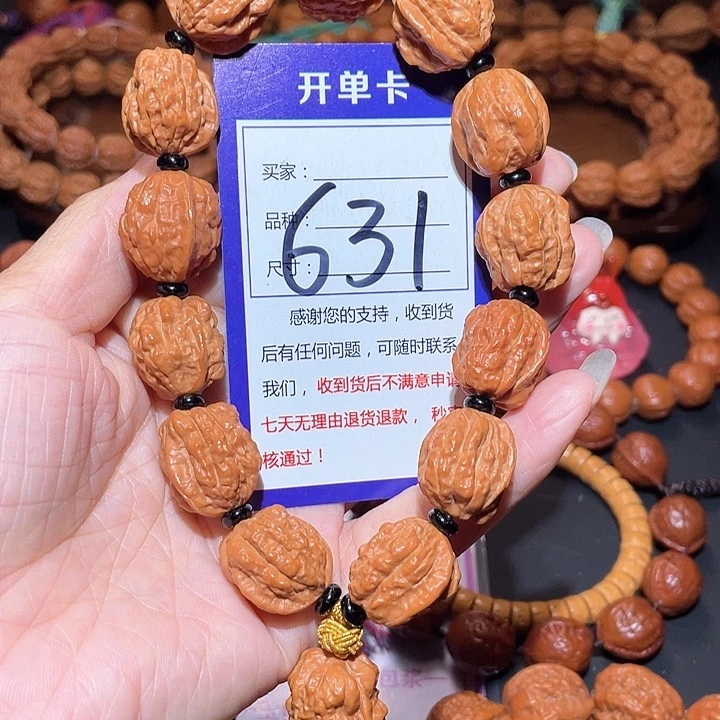 开单卡
买家：
品种：
尺寸：
631
感谢您的支持，收到货
后有任何问题，可随时联系
我们，收到货后不满意申请
七天无理由退货退款，秒
核通过！